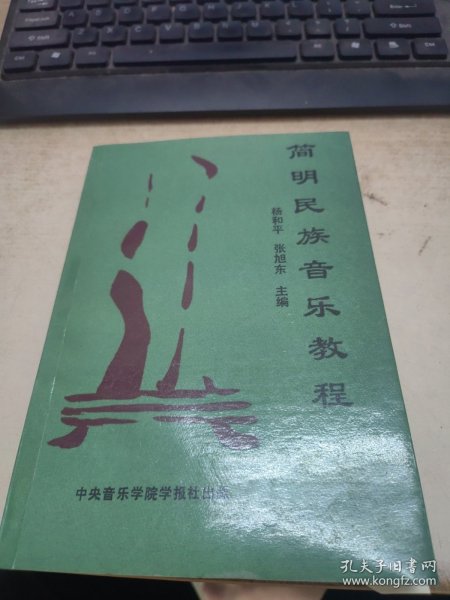 简明民族音乐教程
杨和平 张旭东 主编
中央音乐学院学报社出版
孔夫子旧书网
www.kongfz.com